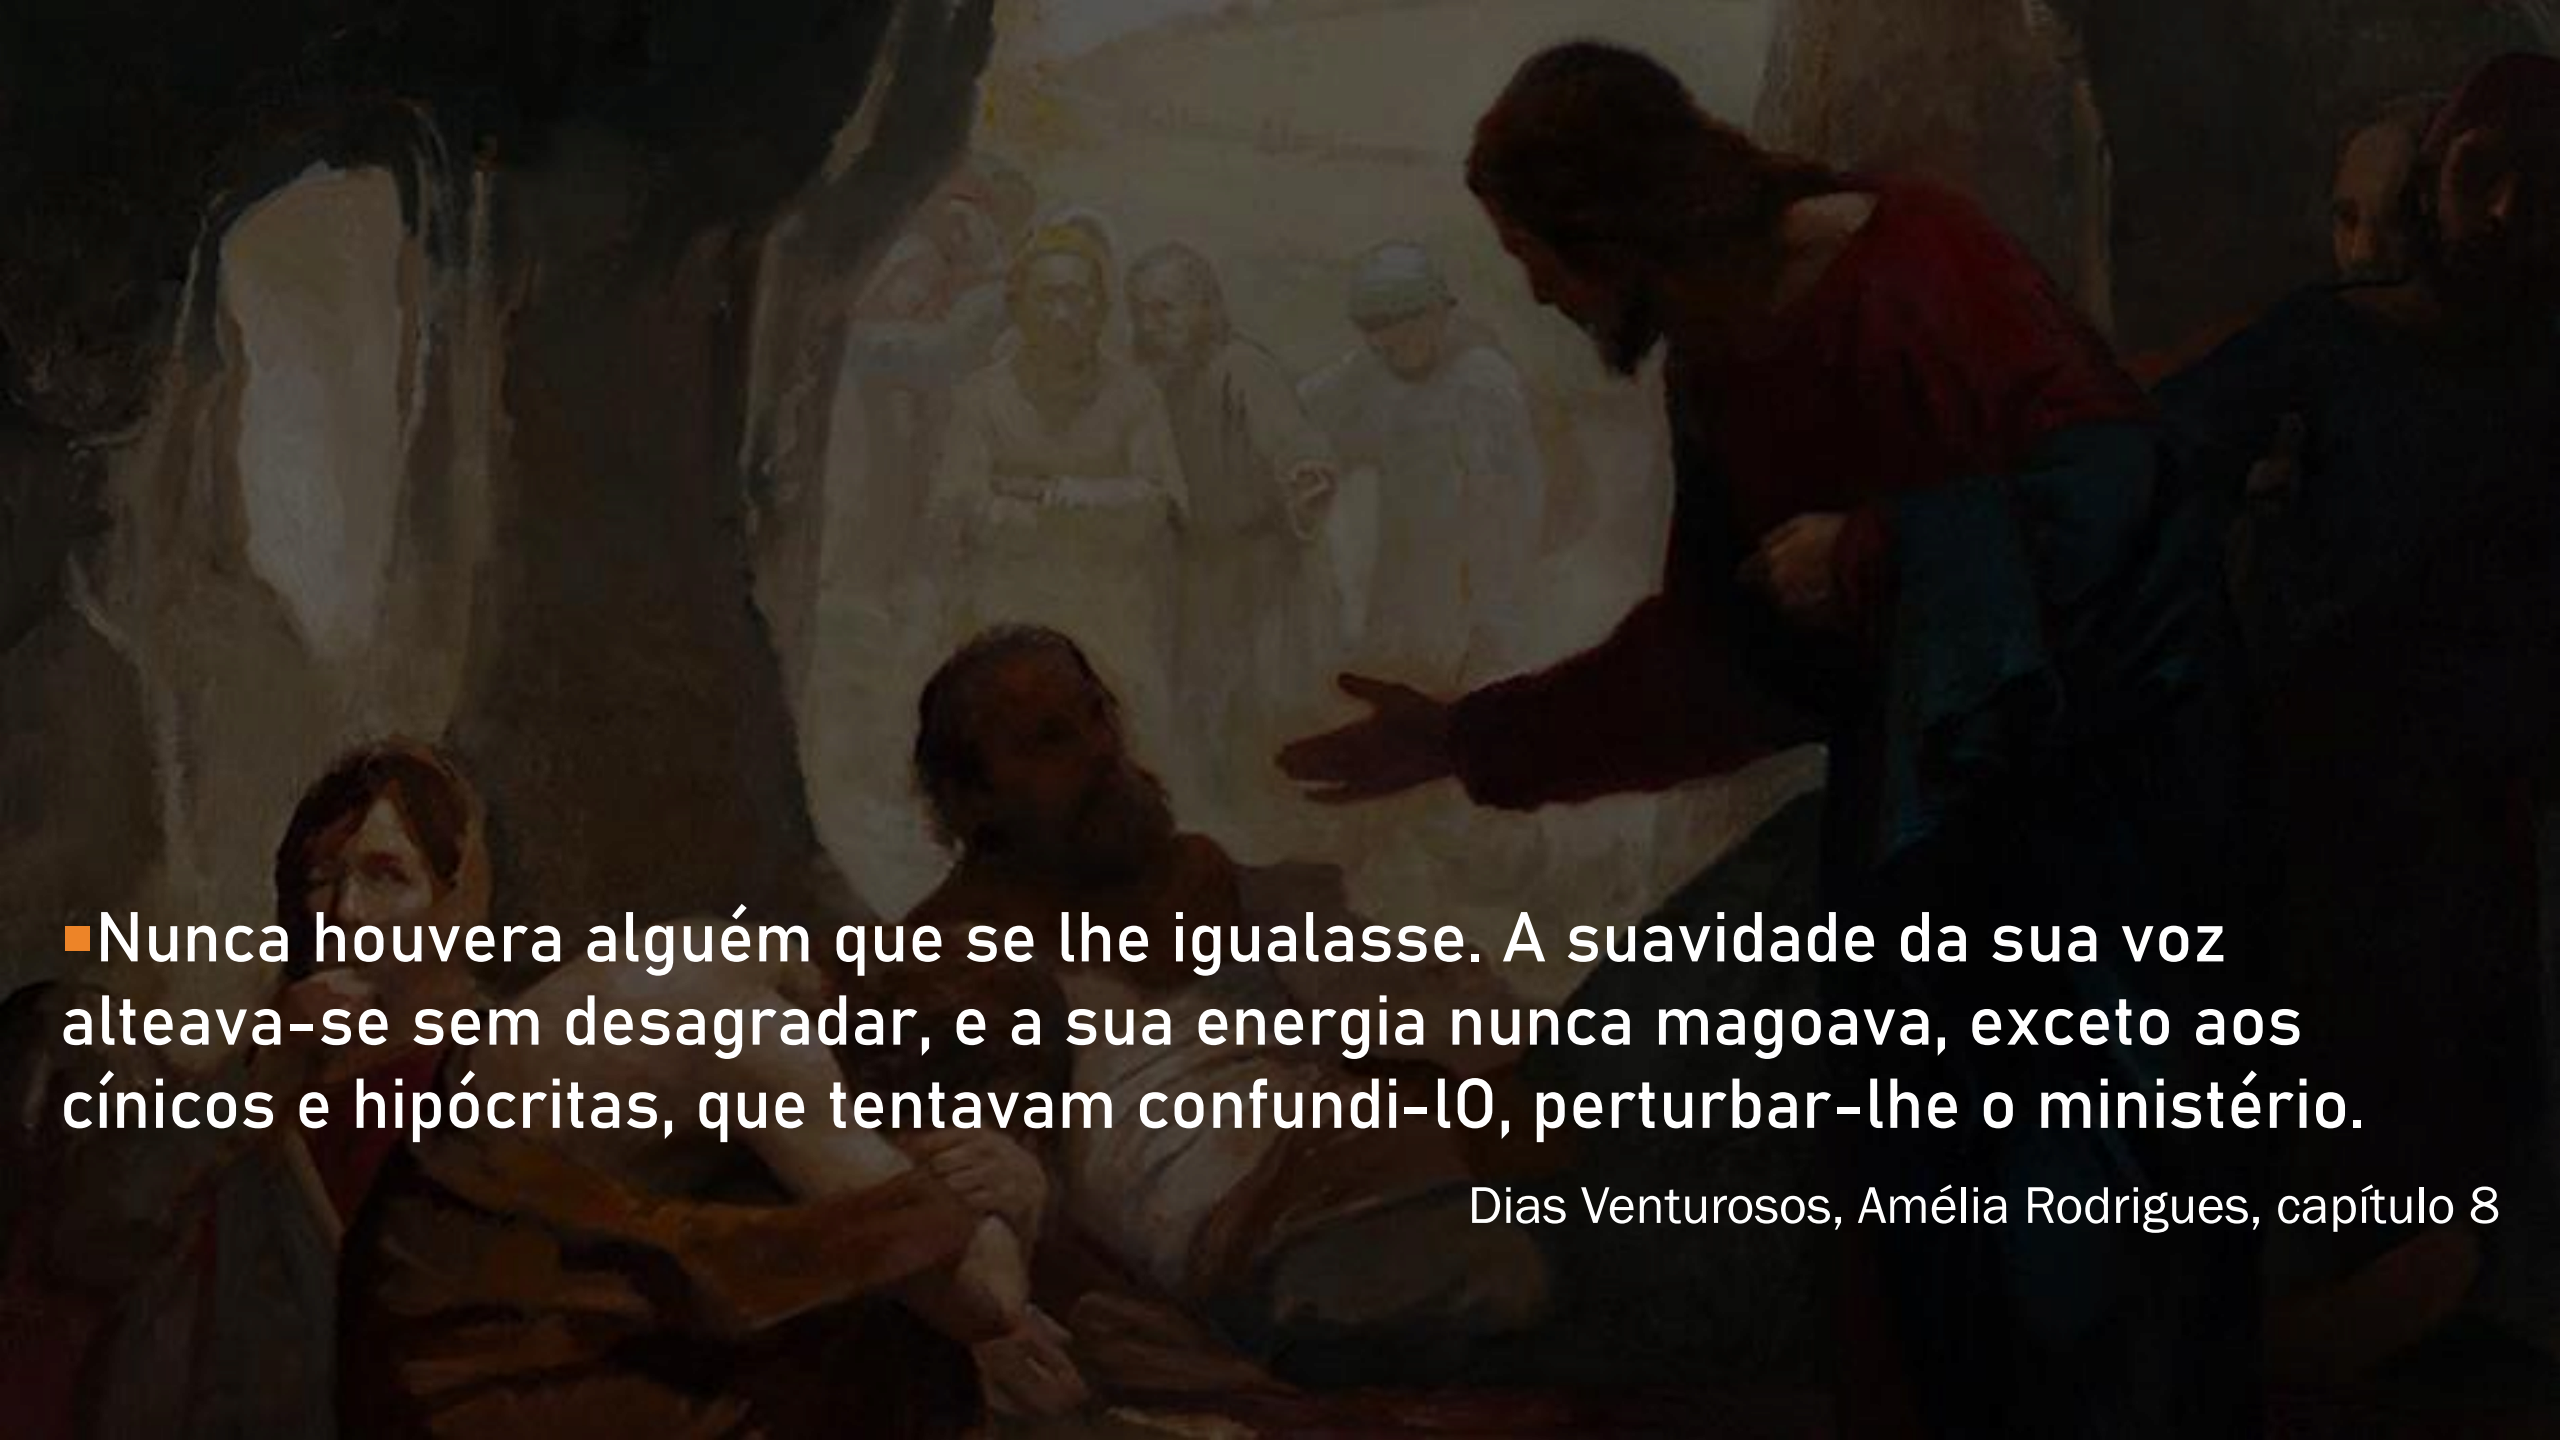 ▪Nunca houvera alguém que se lhe igualasse. A suavidade da sua voz
alteava-se sem desagradar, e a sua energia nunca magoava, exceto aos
cínicos e hipócritas, que tentavam confundi-lO, perturbar-lhe o ministério.
Dias Venturosos, Amélia Rodrigues, capítulo 8